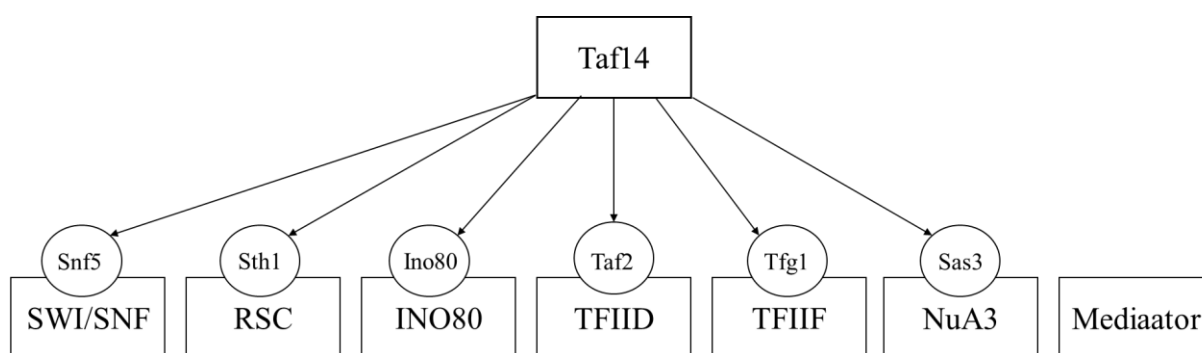 Taf14
Snf5 Sth1 Ino80 Taf2 Tfg1 Sas3
SWI/SNF RSC INO80 TFIID TFIIF NuA3 Mediaator